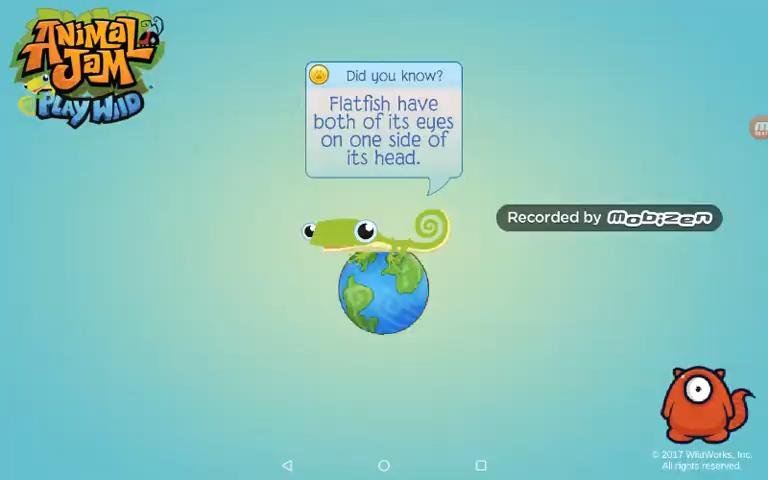 ANIMAL
JAM
PLAY WILD
Did you know?
Flatfish have
both of its eyes
on one side of
its head.
Recorded by mobizen
© 2017 WildWorks, Inc.
All rights reserved.